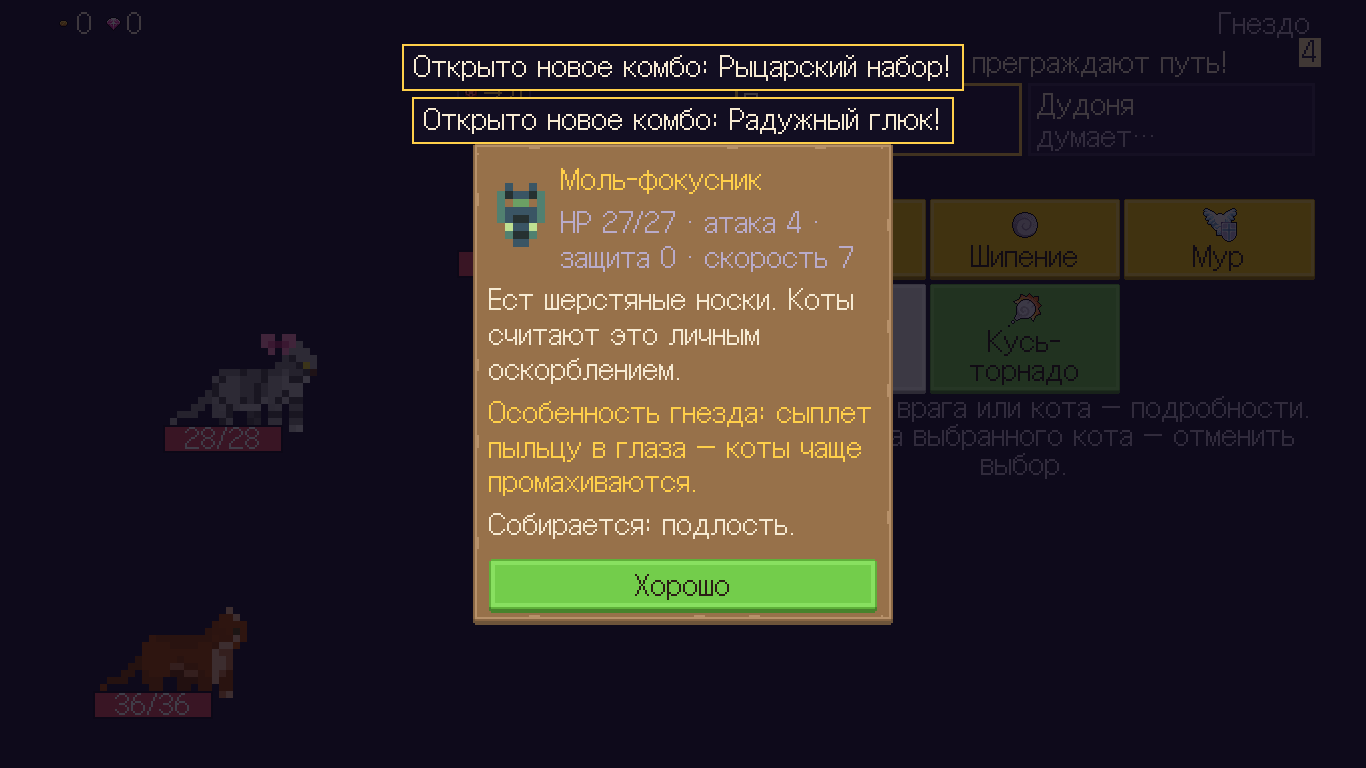 0 0
Гнездо
4
Открыто новое комбо: Рыцарский набор!
преграждают путь!
Открыто новое комбо: Радужный глюк!
Дудоня
думает...
Моль-фокусник
HP 27/27 · атака 4 ·
защита 0 · скорость 7
Шипение
Мур
Ест шерстяные носки. Коты
считают это личным
оскорблением.
Кусь-
торнадо
Особенность гнезда: сыплет
пыльцу в глаза — коты чаще
промахиваются.
врага или кота — подробности.
выбранного кота — отменить
выбор.
Собирается: подлость.
Хорошо
28/28
36/36